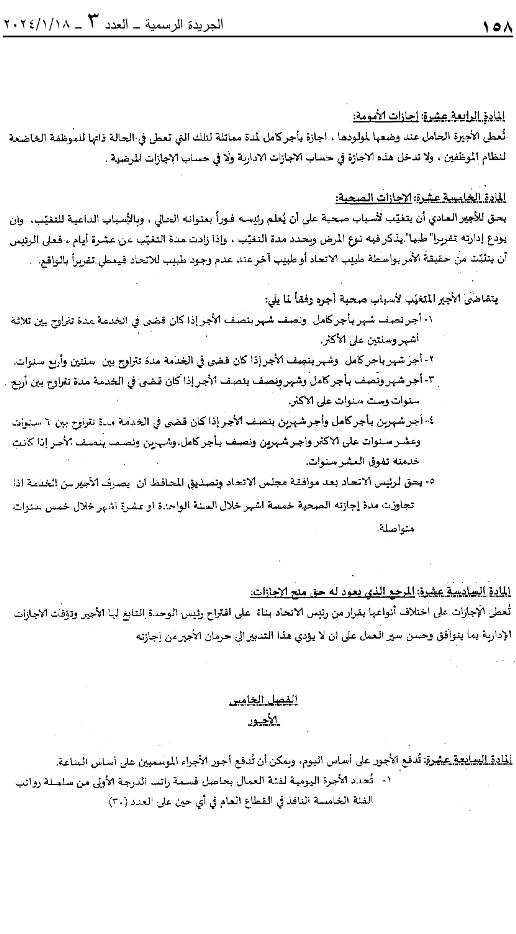 ١٥٨
الجريدة الرسمية ــ العدد ٣ ــ ٢٠٢٤/١/١٨
المادة الرابعة عشرة: إجازات الأمومة:
تُعطى الأجيرة الحامل عند وضعها لمولودها ، اجازة بأجر كامل لمدة مماثلة لتلك التي تعطى في الحالة ذاتها للموظفة الخاضعة
لنظام الموظفين ، ولا تدخل هذه الاجازة في حساب الاجازات الادارية ولا في حساب الاجازات المرضية .
المادة الخامسة عشرة: الإجازات الصحية:
يحق للأجير العادي أن يتغيّب لأسباب صحية على أن يُعلم رئيسه فوراً بعنوانه الحالي ، وبالأسباب الداعية للتغيّب، وان
يودع إدارته تقريراً "طبيا" يذكر فيه نوع المرض ويحدد مدة التغيّب ، وإذا زادت مدة التغيّب عن عشرة أيام ، فعلى الرئيس
أن يتثبّت من حقيقة الأمر بواسطة طبيب الاتحاد أو طبيب آخر عند عدم وجود طبيب للاتحاد فيعطي تقريراً بالواقع.
يتقاضى الأجير المتغيّب لأسباب صحية أجره وفقاً لما يلي:
١- أجر نصف شهر بأجر كامل ونصف شهر بنصف الأجر إذا كان قضى في الخدمة مدة تتراوح بين ثلاثة
أشهر وسنتين على الأكثر.
٢- أجر شهر بأجر كامل وشهر بنصف الأجر إذا كان قضى في الخدمة مدة تتراوح بين سنتين وأربع سنوات.
٣- أجر شهر ونصف بأجر كامل وشهر ونصف بنصف الأجر إذا كان قضى في الخدمة مدة تتراوح بين أربع
سنوات وست سنوات على الاكثر.
٤- أجر شهرين بأجر كامل وأجر شهرين بنصف الأجر إذا كان قضى في الخدمة مدة تتراوح بين ٦ سنوات
وعشر سنوات على الاكثر وأجر شهرين ونصف بأجر كامل، وشهرين ونصف بنصف الأجر إذا كانت
خدمته تفوق العشر سنوات.
٥- يحق لرئيس الاتحاد بعد موافقة مجلس الاتحاد وتصديق المحافظ ان يصرف الأجير من الخدمة اذا
تجاوزت مدة إجازته الصحية خمسة اشهر خلال السنة الواحدة او عشرة اشهر خلال خمس سنوات
متواصلة.
المادة السادسة عشرة: المرجع الذي يعود له حق منح الإجازات:
تُعطى الإجازات على اختلاف أنواعها بقرار من رئيس الاتحاد بناءً على اقتراح رئيس الوحدة التابع لها الأجير وتؤقت الاجازات
الإدارية بما يتوافق وحسن سير العمل على ان لا يؤدي هذا التدبير الى حرمان الأجير من إجازته
الفصل الخامس
الأجور
المادة السابعة عشرة: تُدفع الأجور على أساس اليوم، ويمكن أن تُدفع أجور الأجراء الموسميين على أساس الساعة.
١- تُحدد الأجرة اليومية لفئة العمال بحاصل قسمة راتب الدرجة الأولى من سلسلة رواتب
الفئة الخامسة النافذ في القطاع العام في أي حين على العدد (٣٠)